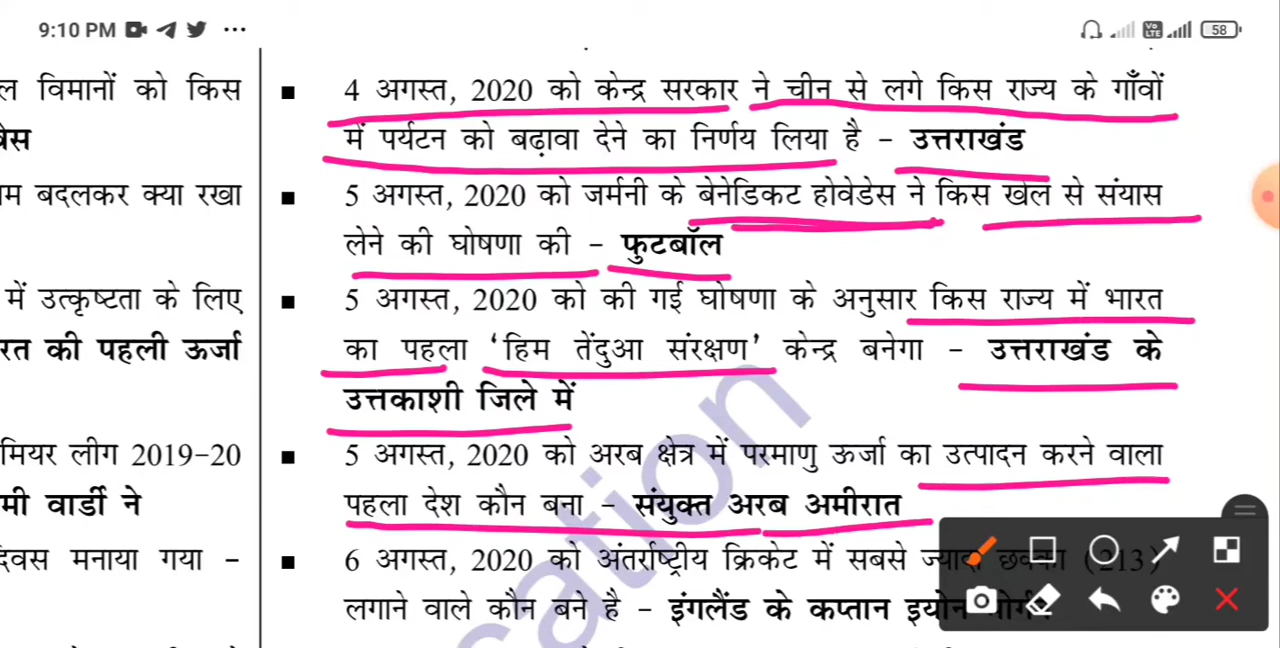 9:10 PM
58
ल विमानों को किस
म बदलकर क्या रखा
में उत्कृष्टता के लिए
रत की पहली ऊर्जा
मियर लीग 2019-20
मी वार्डी ने
दिवस मनाया गया -
▪ 4 अगस्त, 2020 को केन्द्र सरकार ने चीन से लगे किस राज्य के गाँवों
में पर्यटन को बढ़ावा देने का निर्णय लिया है - उत्तराखंड
▪ 5 अगस्त, 2020 को जर्मनी के बेनेडिकट होवेडेस ने किस खेल से संयास
लेने की घोषणा की - फुटबॉल
▪ 5 अगस्त, 2020 को की गई घोषणा के अनुसार किस राज्य में भारत
का पहला 'हिम तेंदुआ संरक्षण' केन्द्र बनेगा - उत्तराखंड के
उत्तकाशी जिले में
▪ 5 अगस्त, 2020 को अरब क्षेत्र में परमाणु ऊर्जा का उत्पादन करने वाला
पहला देश कौन बना - संयुक्त अरब अमीरात
▪ 6 अगस्त, 2020 को अंतर्राष्ट्रीय क्रिकेट में सबसे ज्यादा छक्का (213)
लगाने वाले कौन बने है - इंगलैंड के कप्तान इयोन मोर्गन